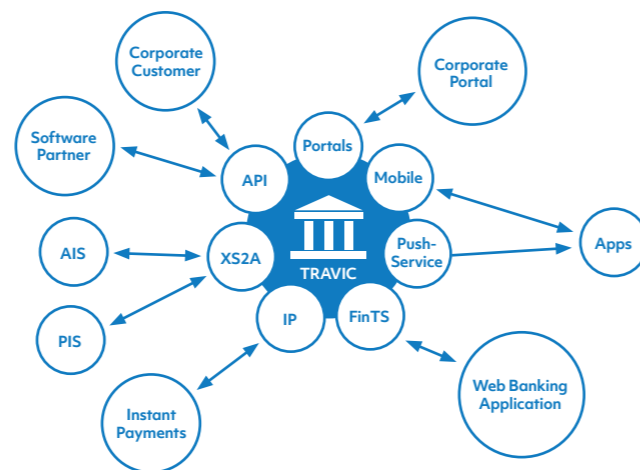 Corporate
Customer
Corporate
Portal
Software
Partner
Portals
API
Mobile
AIS
XS2A
TRAVIC
Push-
Service
Apps
PIS
IP
FinTS
Instant
Payments
Web Banking
Application